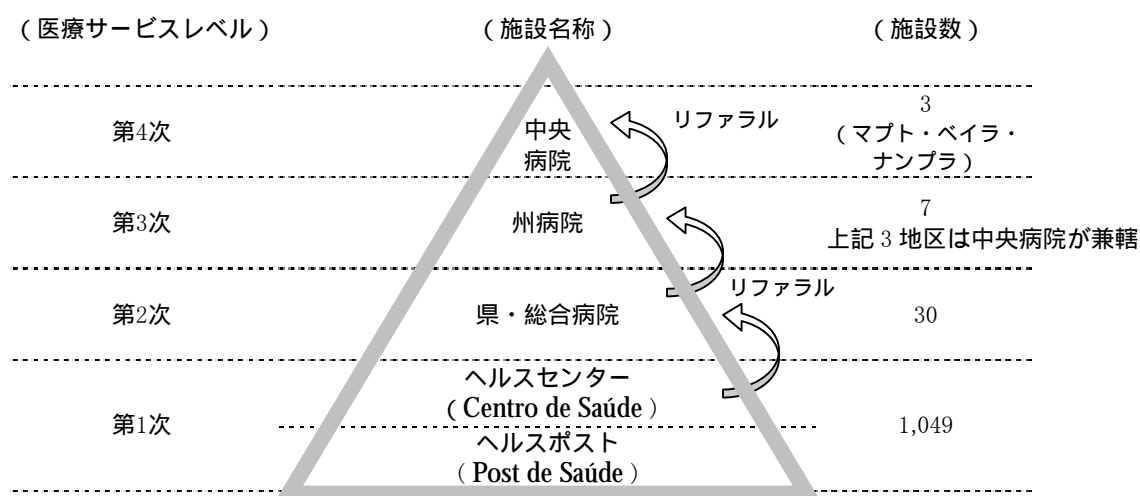 （医療サービスレベル）　（施設名称）　（施設数）
第4次
中央
病院
リファラル
3
（マプト・ベイラ・
ナンプラ）
第3次
州病院
7
上記 3 地区は中央病院が兼轄
リファラル
第2次
県・総合病院
30
第1次
ヘルスセンター
（Centro de Saúde）
ヘルスポスト
（Post de Saúde）
1,049